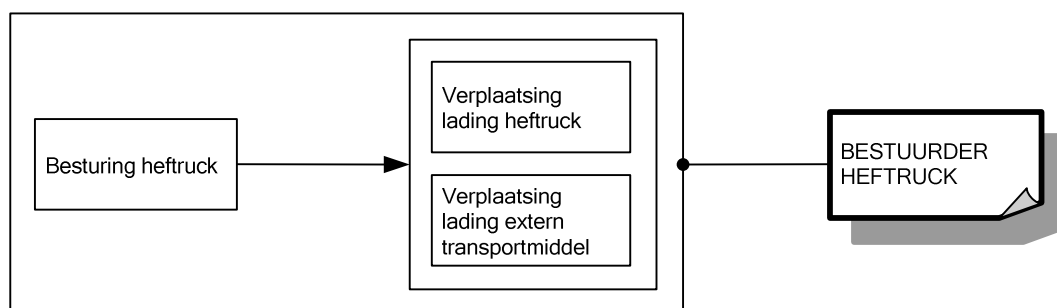 Besturing heftruck
Verplaatsing
lading heftruck
Verplaatsing
lading extern
transportmiddel
BESTUURDER
HEFTRUCK